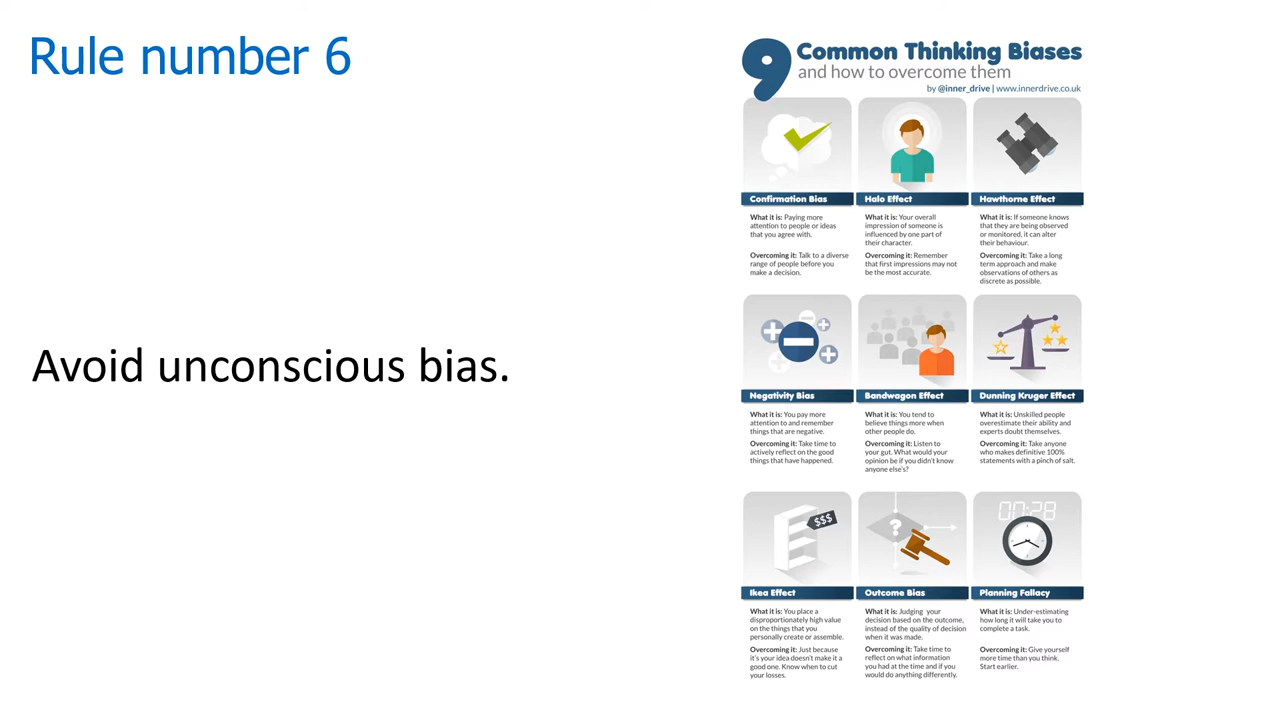 Rule number 6
Avoid unconscious bias.
9 Common Thinking Biases
and how to overcome them
by @inner_drive | www.innerdrive.co.uk
Confirmation Bias
What it is: Paying more
attention to people or ideas
that you agree with.
Overcoming it: Talk to a diverse
range of people before you
make a decision.
Halo Effect
What it is: Your overall
impression of someone is
influenced by one part of
their character.
Overcoming it: Remember
that first impressions may not
be the most accurate.
Hawthorne Effect
What it is: If someone knows
that they are being observed
or monitored, it can alter
their behaviour.
Overcoming it: Take a long
term approach and make
observations of others as
discrete as possible.
Negativity Bias
What it is: You pay more
attention to and remember
things that are negative.
Overcoming it: Take time to
actively reflect on the good
things that have happened.
Bandwagon Effect
What it is: You tend to
believe things more when
other people do.
Overcoming it: Listen to
your gut. What would your
opinion be if you didn't know
anyone else's?
Dunning Kruger Effect
What it is: Unskilled people
overestimate their ability and
experts doubt themselves.
Overcoming it: Take anyone
who makes definitive 100%
statements with a pinch of salt.
$$$
Ikea Effect
What it is: You place a
disproportionately high value
on the things that you
personally create or assemble.
Overcoming it: Just because
it's your idea doesn't make it a
good one. Know when to cut
your losses.
?
Outcome Bias
What it is: Judging your
decision based on the outcome,
instead of the quality of decision
when it was made.
Overcoming it: Take time to
reflect on what information
you had at the time and if you
would do anything differently.
00:28
Planning Fallacy
What it is: Under-estimating
how long it will take you to
complete a task.
Overcoming it: Give yourself
more time than you think.
Start earlier.